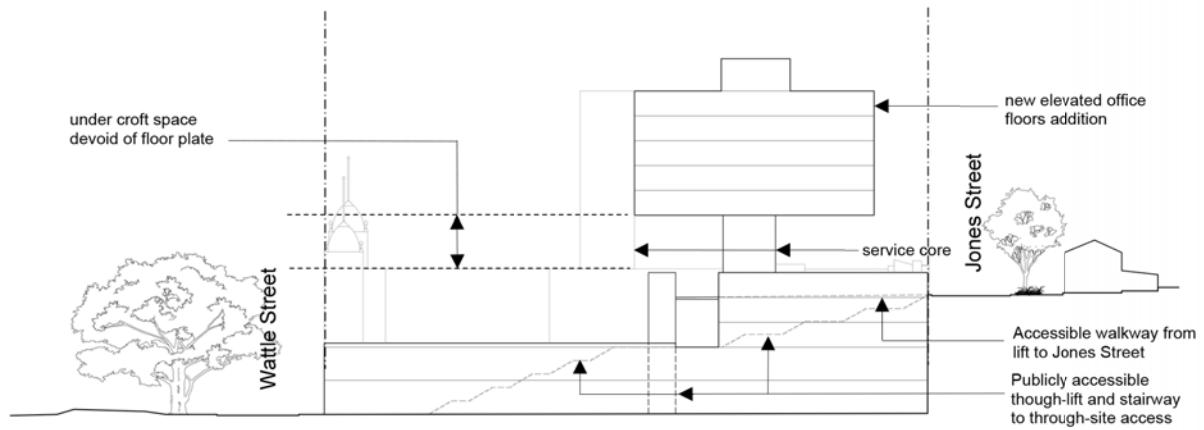 under croft space
devoid of floor plate
new elevated office
floors addition
Jones Street
service core
Wattle Street
Accessible walkway from
lift to Jones Street
Publicly accessible
though-lift and stairway
to through-site access